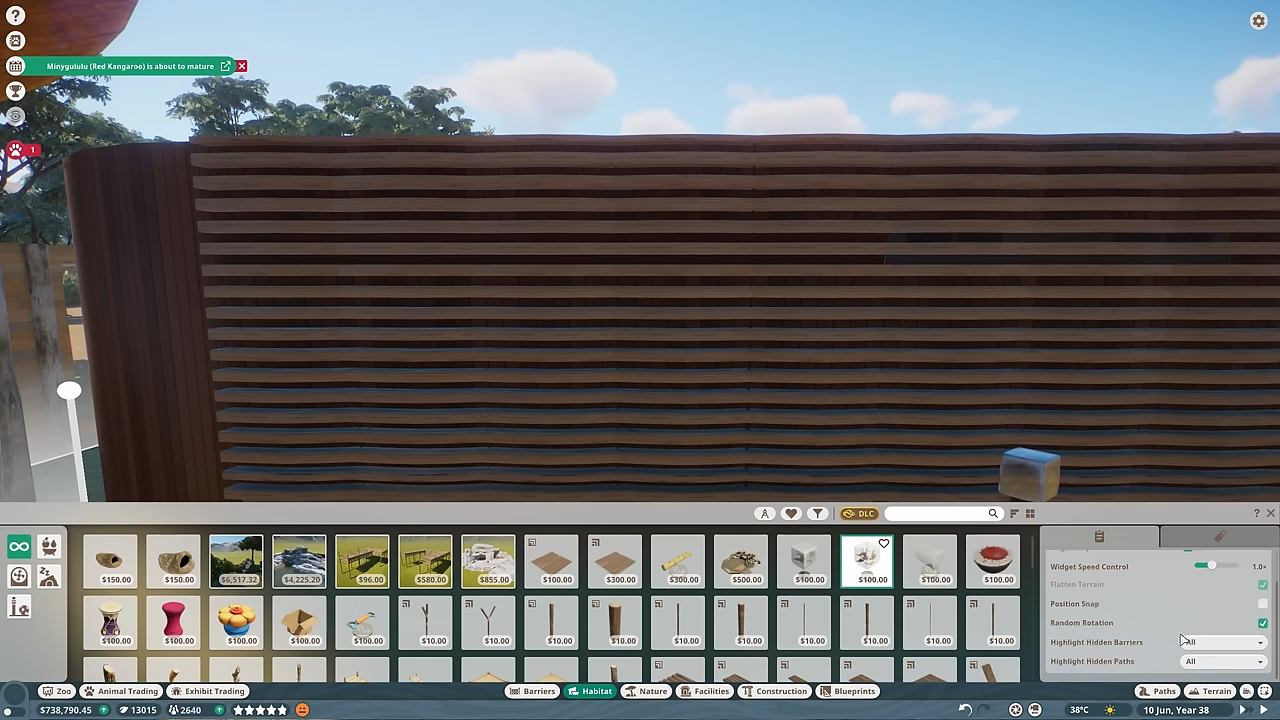 Minygululu (Red Kangaroo) is about to mature
1
DLC
$150.00 $150.00 $6,517.32 $4,225.20 $96.00 $580.00 $855.00 $100.00 $300.00 $300.00 $500.00 $100.00 $100.00 $100.00 $100.00
$100.00 $100.00 $100.00 $100.00 $100.00 $10.00 $10.00 $10.00 $10.00 $10.00 $10.00 $10.00 $10.00 $10.00 $10.00
Widget Speed Control 1.0×
Flatten Terrain
Position Snap
Random Rotation
Highlight Hidden Barriers All
Highlight Hidden Paths All
Zoo Animal Trading Exhibit Trading Barriers Habitat Nature Facilities Construction Blueprints Paths Terrain
$738,790.45 13015 2640 38°C 10 Jun, Year 38